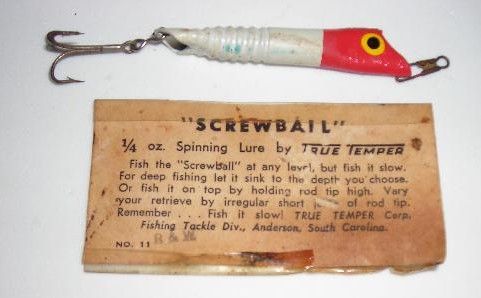 "SCREWBAIL"
1/4 oz. Spinning Lure by TRUE TEMPER
Fish the "Screwball" at any level, but fish it slow.
For deep fishing let it sink to the depth you choose.
Or fish it on top by holding rod tip high. Vary
your retrieve by irregular short of rod tip.
Remember . . . Fish it slow! TRUE TEMPER Corp.
Fishing Tackle Div., Anderson, South Carolina.
NO. 11